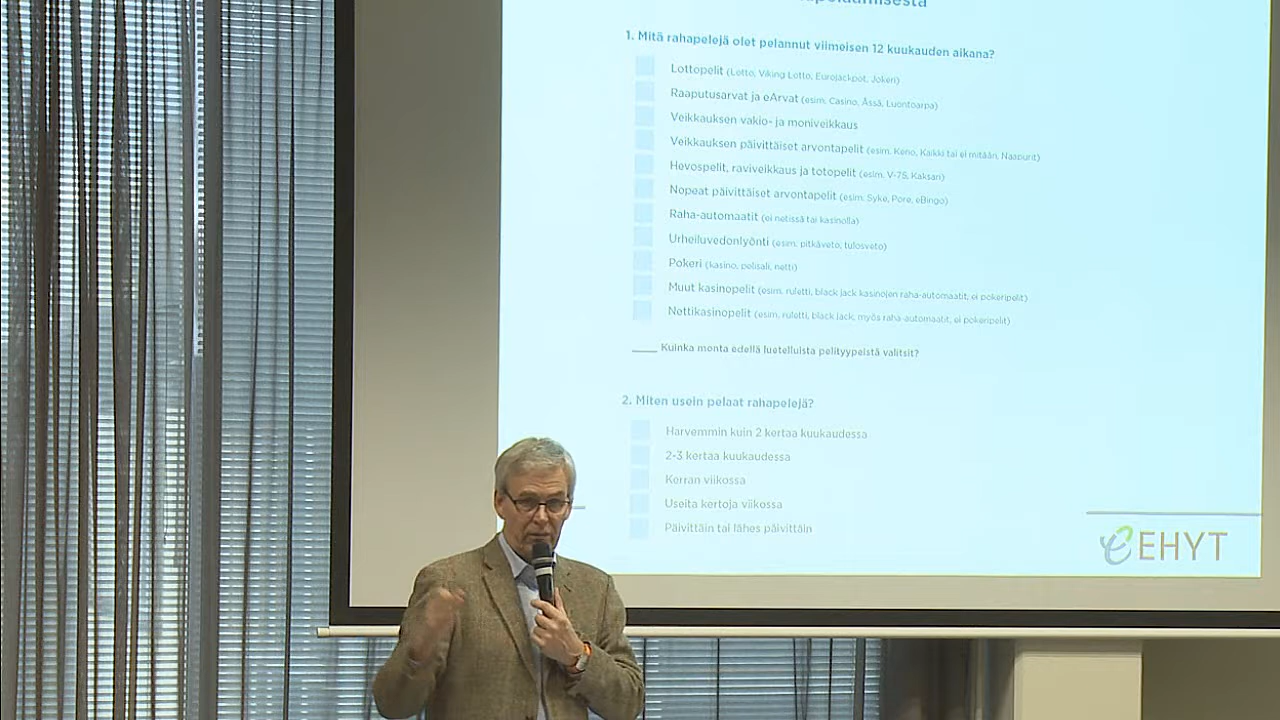 1. Mitä rahapelejä olet pelannut viimeisen 12 kuukauden aikana?
Lottopelit (Lotto, Viking Lotto, Eurojackpot, Jokeri)
Raaputusarvat ja eArvat (esim. Casino, Ässä, Luontoarpa)
Veikkauksen vakio- ja moniveikkaus
Veikkauksen päivittäiset arvontapelit (esim. Keno, Kaikki tai ei mitään, Naapurit)
Hevospelit, raviveikkaus ja totopelit (esim. V-75, Kaksari)
Nopeat päivittäiset arvontapelit (esim. Syke, Pore, eBingo)
Raha-automaatit (ei netissä tai kasinolla)
Urheiluvedonlyönti (esim. pitkäveto, tulosveto)
Pokeri (kasino, pelisali, netti)
Muut kasinopelit (esim. ruletti, black jack kasinojen raha-automaatit, ei pokeripelit)
Nettikasinopelit (esim. ruletti, black jack, myös raha-automaatit, ei pokeripelit)
____ Kuinka monta edellä luetelluista pelityypeistä valitsit?
2. Miten usein pelaat rahapelejä?
Harvemmin kuin 2 kertaa kuukaudessa
2-3 kertaa kuukaudessa
Kerran viikossa
Useita kertoja viikossa
Päivittäin tai lähes päivittäin
EHYT